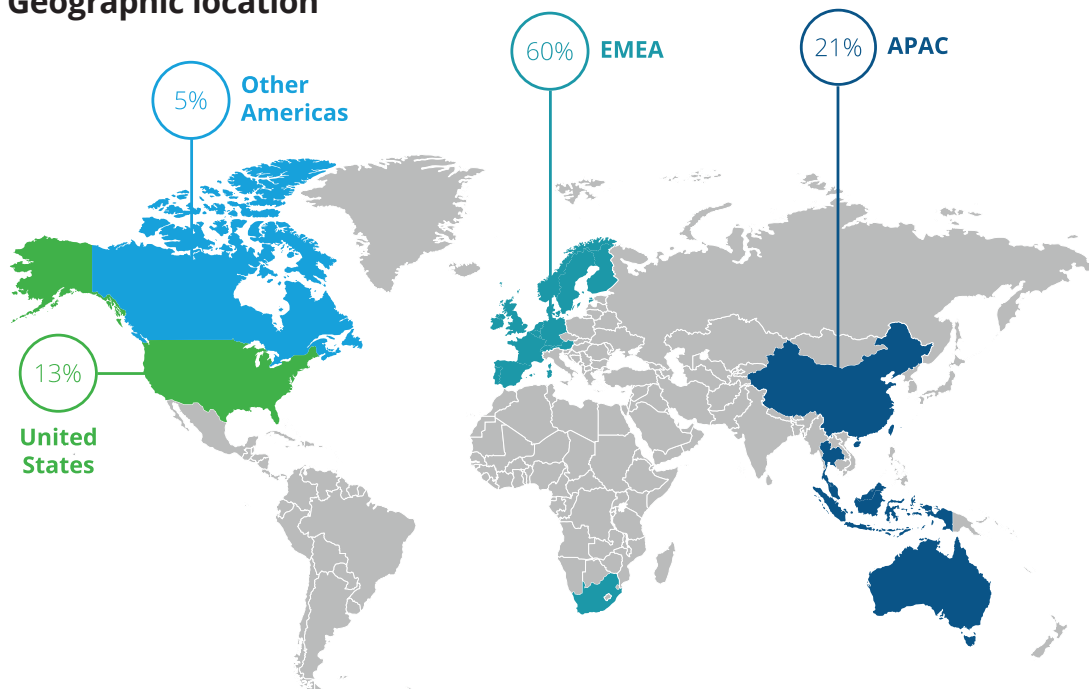 Geographic location
60%
EMEA
21%
APAC
5%
Other
Americas
13%
United
States